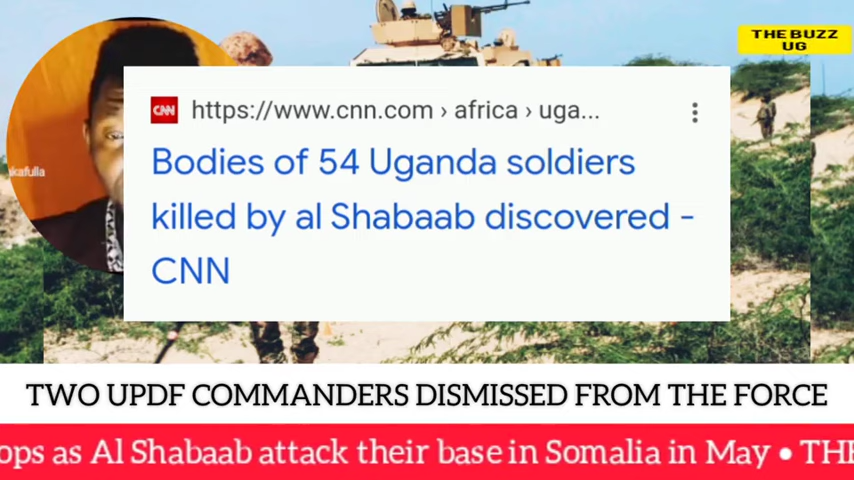 THE BUZZ
UG
CNN https://www.cnn.com › africa › uga...
Bodies of 54 Uganda soldiers
killed by al Shabaab discovered -
CNN
kafulla
TWO UPDF COMMANDERS DISMISSED FROM THE FORCE
ops as Al Shabaab attack their base in Somalia in May • THE